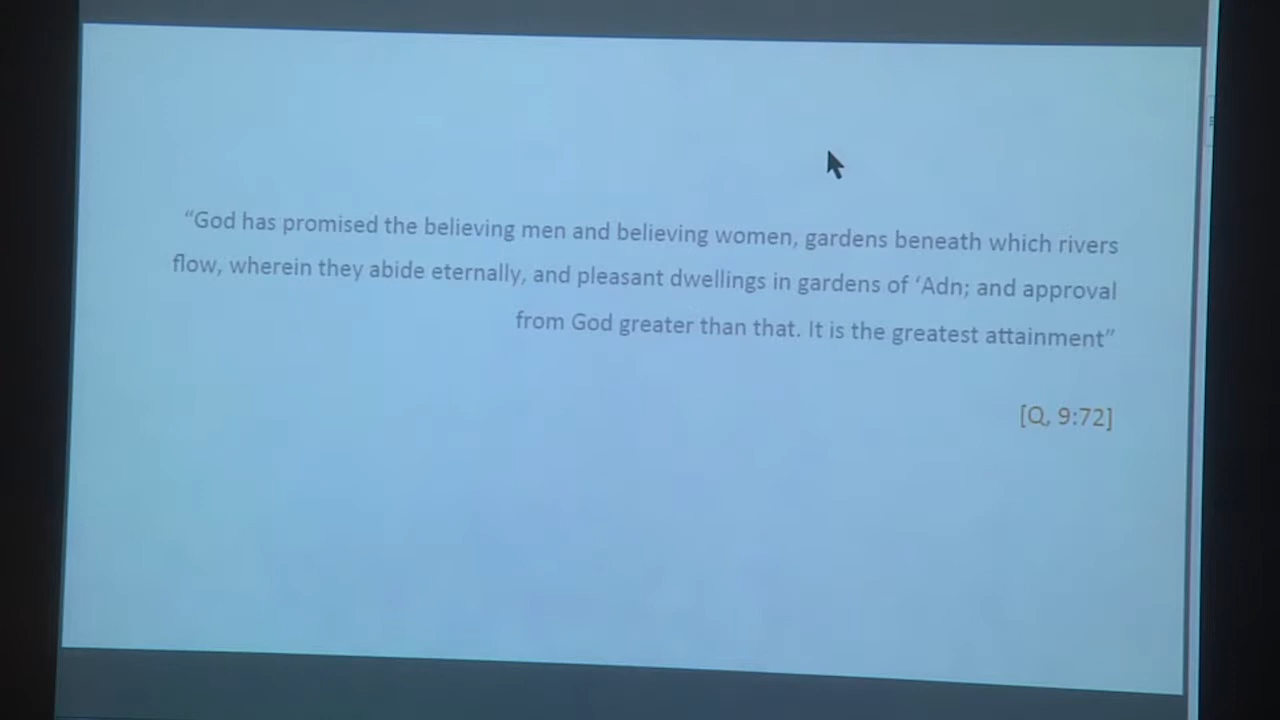 “God has promised the believing men and believing women, gardens beneath which rivers
flow, wherein they abide eternally, and pleasant dwellings in gardens of ‘Adn; and approval
from God greater than that. It is the greatest attainment”
[Q, 9:72]